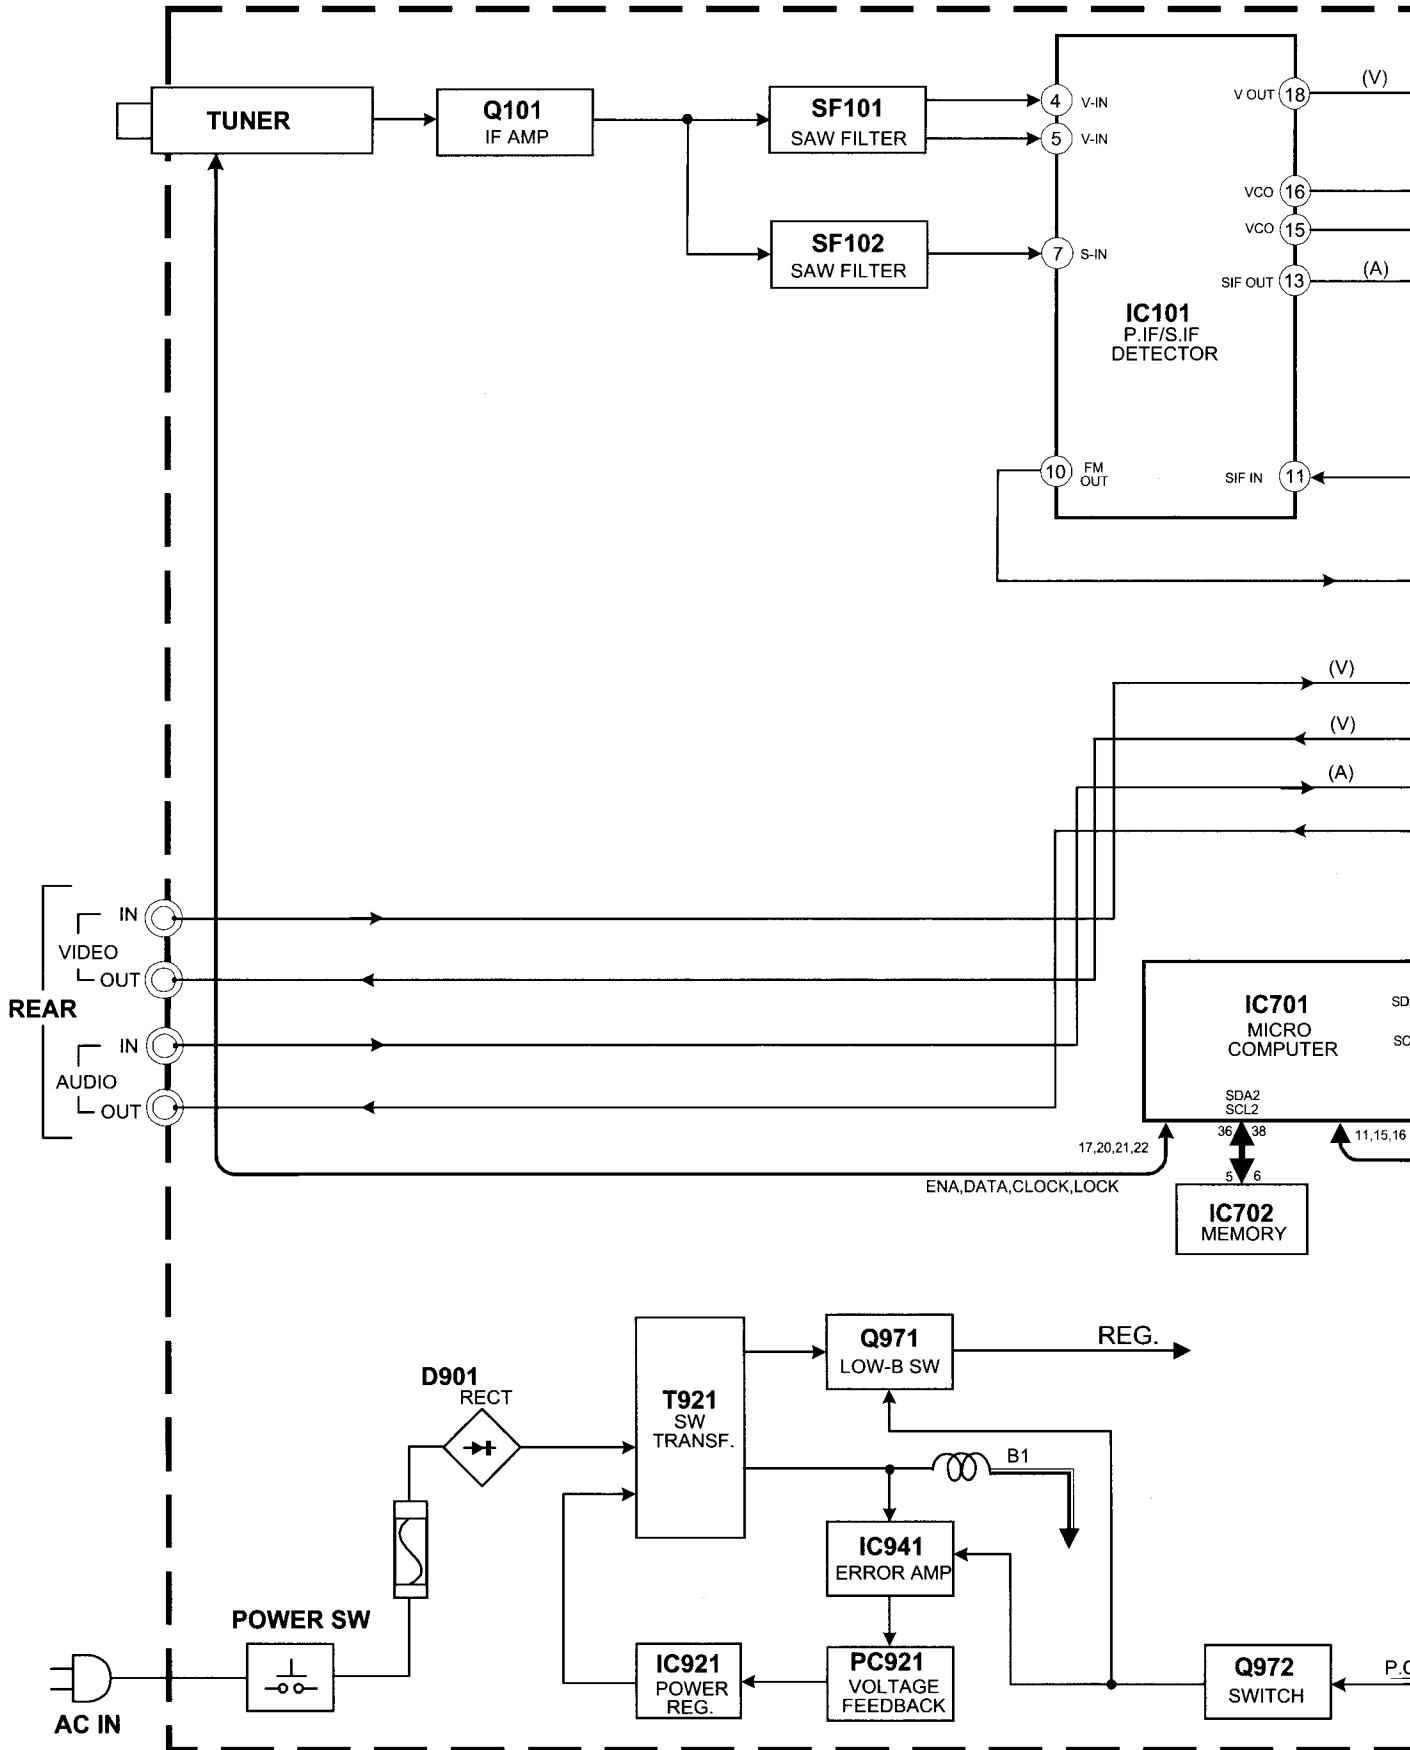 TUNER
Q101
IF AMP
SF101
SAW FILTER
SF102
SAW FILTER
4 V-IN
5 V-IN
7 S-IN
V OUT 18
(V)
VCO 16
VCO 15
SIF OUT 13
(A)
IC101
P.IF/S.IF
DETECTOR
10 FM
OUT
SIF IN 11
(V)
(V)
(A)
REAR
VIDEO
IN
OUT
AUDIO
IN
OUT
IC701
MICRO
COMPUTER
SD
SC
SDA2
SCL2
36 38
17,20,21,22
11,15,16
ENA,DATA,CLOCK,LOCK
5 6
IC702
MEMORY
D901
RECT
T921
SW
TRANSF.
Q971
LOW-B SW
REG.
B1
IC941
ERROR AMP
POWER SW
AC IN
IC921
POWER
REG.
PC921
VOLTAGE
FEEDBACK
Q972
SWITCH